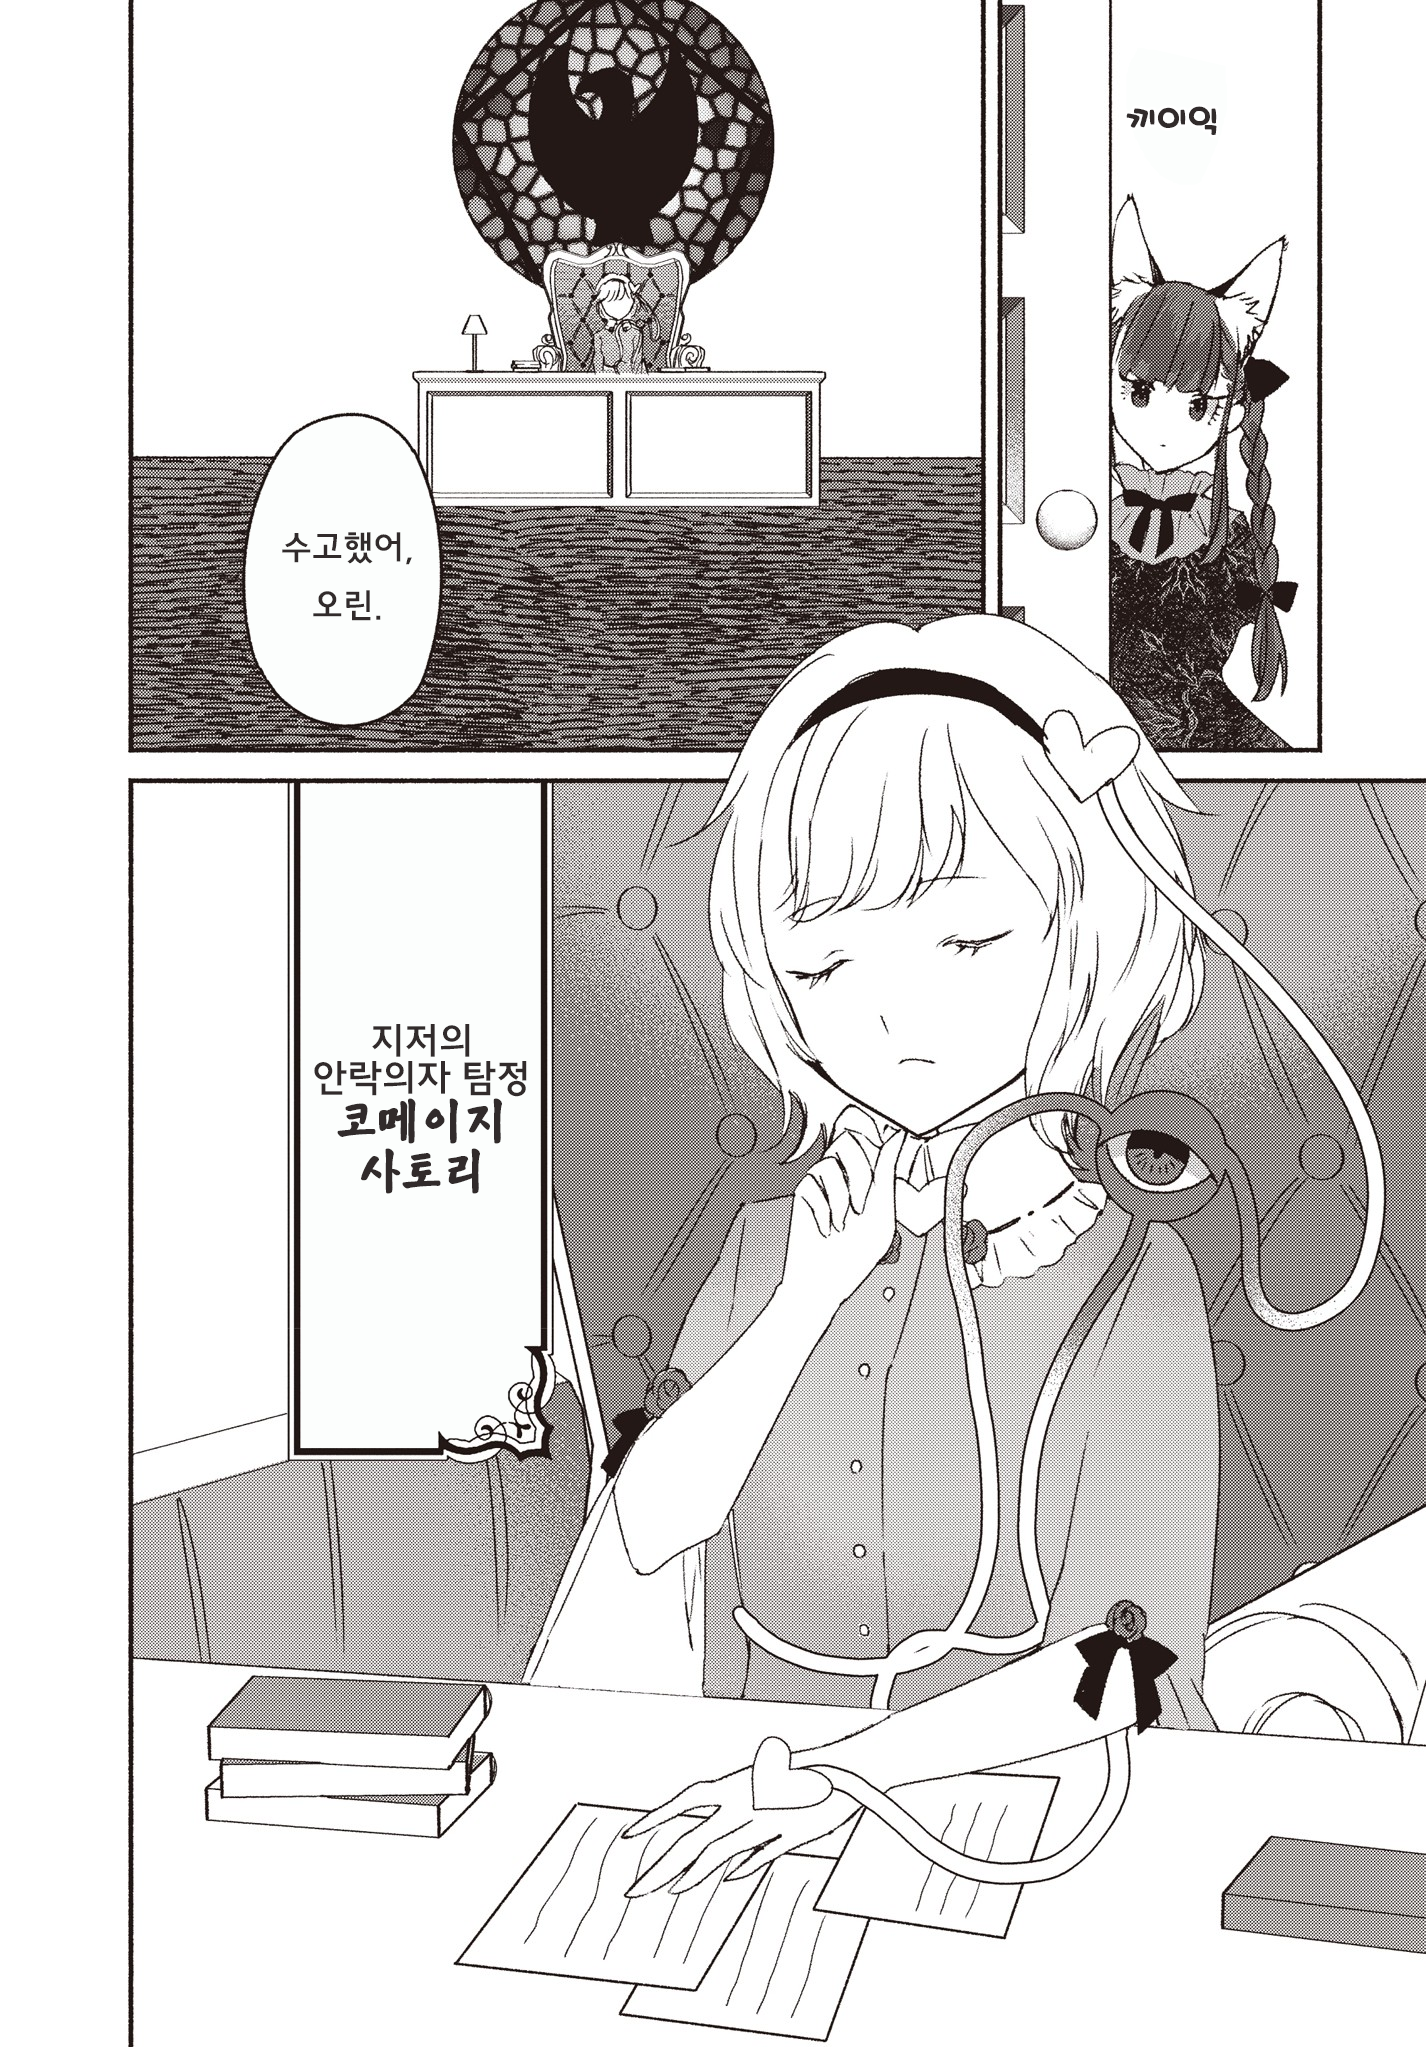 끼이익
수고했어,
오린.
지저의
안락의자 탐정
코메이지
사토리